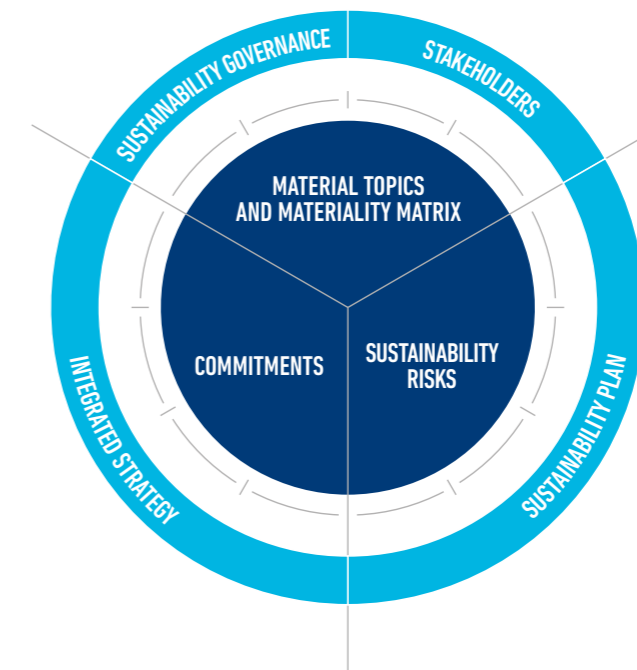 SUSTAINABILITY GOVERNANCE
STAKEHOLDERS
MATERIAL TOPICS
AND MATERIALITY MATRIX
COMMITMENTS
SUSTAINABILITY
RISKS
INTEGRATED STRATEGY
SUSTAINABILITY PLAN